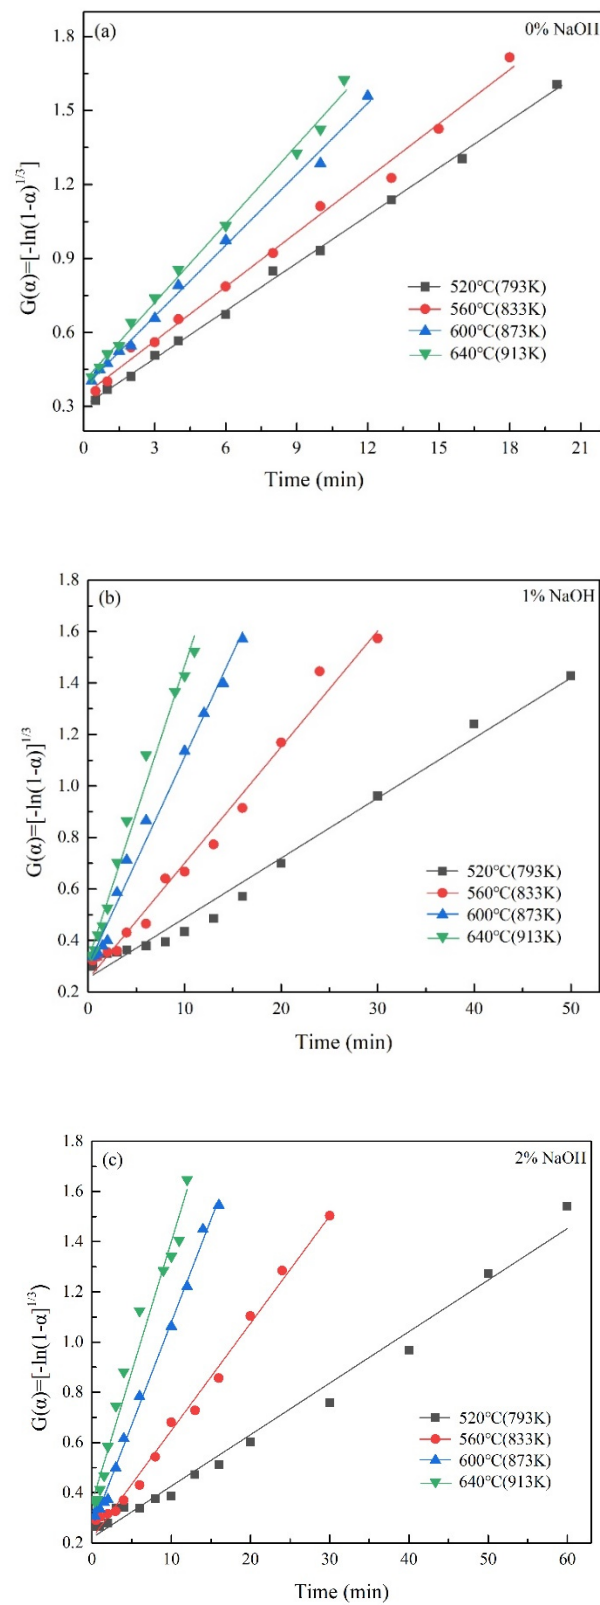 (a)
0% NaOH
G(α)=[-ln(1-α)^1/3]
1.8
1.5
1.2
0.9
0.6
0.3
520℃(793K)
560℃(833K)
600℃(873K)
640℃(913K)
0 3 6 9 12 15 18 21
Time (min)
(b)
1% NaOH
G(α)=[-ln(1-α)]^1/3
1.8
1.6
1.4
1.2
1.0
0.8
0.6
0.4
0.2
520℃(793K)
560℃(833K)
600℃(873K)
640℃(913K)
0 10 20 30 40 50
Time (min)
(c)
2% NaOH
G(α)=[-ln(1-α]^1/3)
1.8
1.6
1.4
1.2
1.0
0.8
0.6
0.4
0.2
520℃(793K)
560℃(833K)
600℃(873K)
640℃(913K)
0 10 20 30 40 50 60
Time (min)